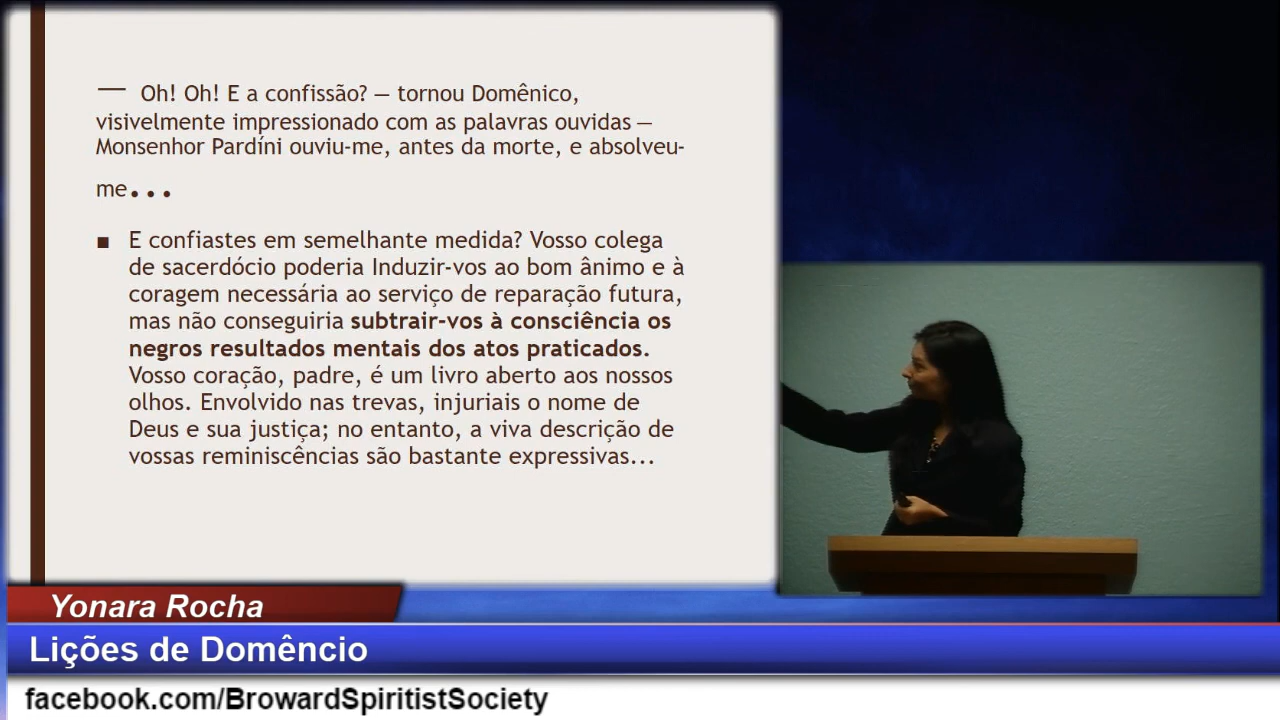 — Oh! Oh! E a confissão? — tornou Domênico,
visivelmente impressionado com as palavras ouvidas —
Monsenhor Pardíni ouviu-me, antes da morte, e absolveu-
me...
▪ E confiastes em semelhante medida? Vosso colega
de sacerdócio poderia Induzir-vos ao bom ânimo e à
coragem necessária ao serviço de reparação futura,
mas não conseguiria subtrair-vos à consciência os
negros resultados mentais dos atos praticados.
Vosso coração, padre, é um livro aberto aos nossos
olhos. Envolvido nas trevas, injuriais o nome de
Deus e sua justiça; no entanto, a viva descrição de
vossas reminiscências são bastante expressivas...
Yonara Rocha
Lições de Domêncio
facebook.com/BrowardSpiritistSociety